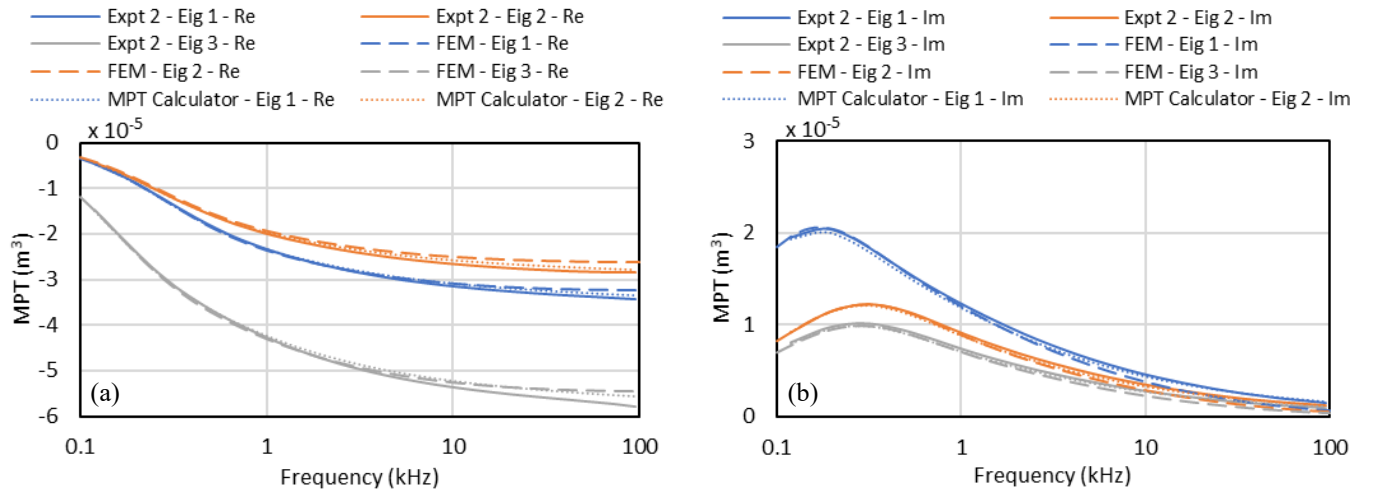 Expt 2 - Eig 1 - Re
Expt 2 - Eig 2 - Re
Expt 2 - Eig 3 - Re
FEM - Eig 1 - Re
FEM - Eig 2 - Re
FEM - Eig 3 - Re
MPT Calculator - Eig 1 - Re
MPT Calculator - Eig 2 - Re
x 10⁻⁵
0
-1
-2
-3
-4
-5
-6
MPT (m³)
(a)
0.1
1
10
100
Frequency (kHz)
Expt 2 - Eig 1 - Im
Expt 2 - Eig 2 - Im
Expt 2 - Eig 3 - Im
FEM - Eig 1 - Im
FEM - Eig 2 - Im
FEM - Eig 3 - Im
MPT Calculator - Eig 1 - Im
MPT Calculator - Eig 2 - Im
x 10⁻⁵
3
2
1
0
MPT (m³)
(b)
0.1
1
10
100
Frequency (kHz)